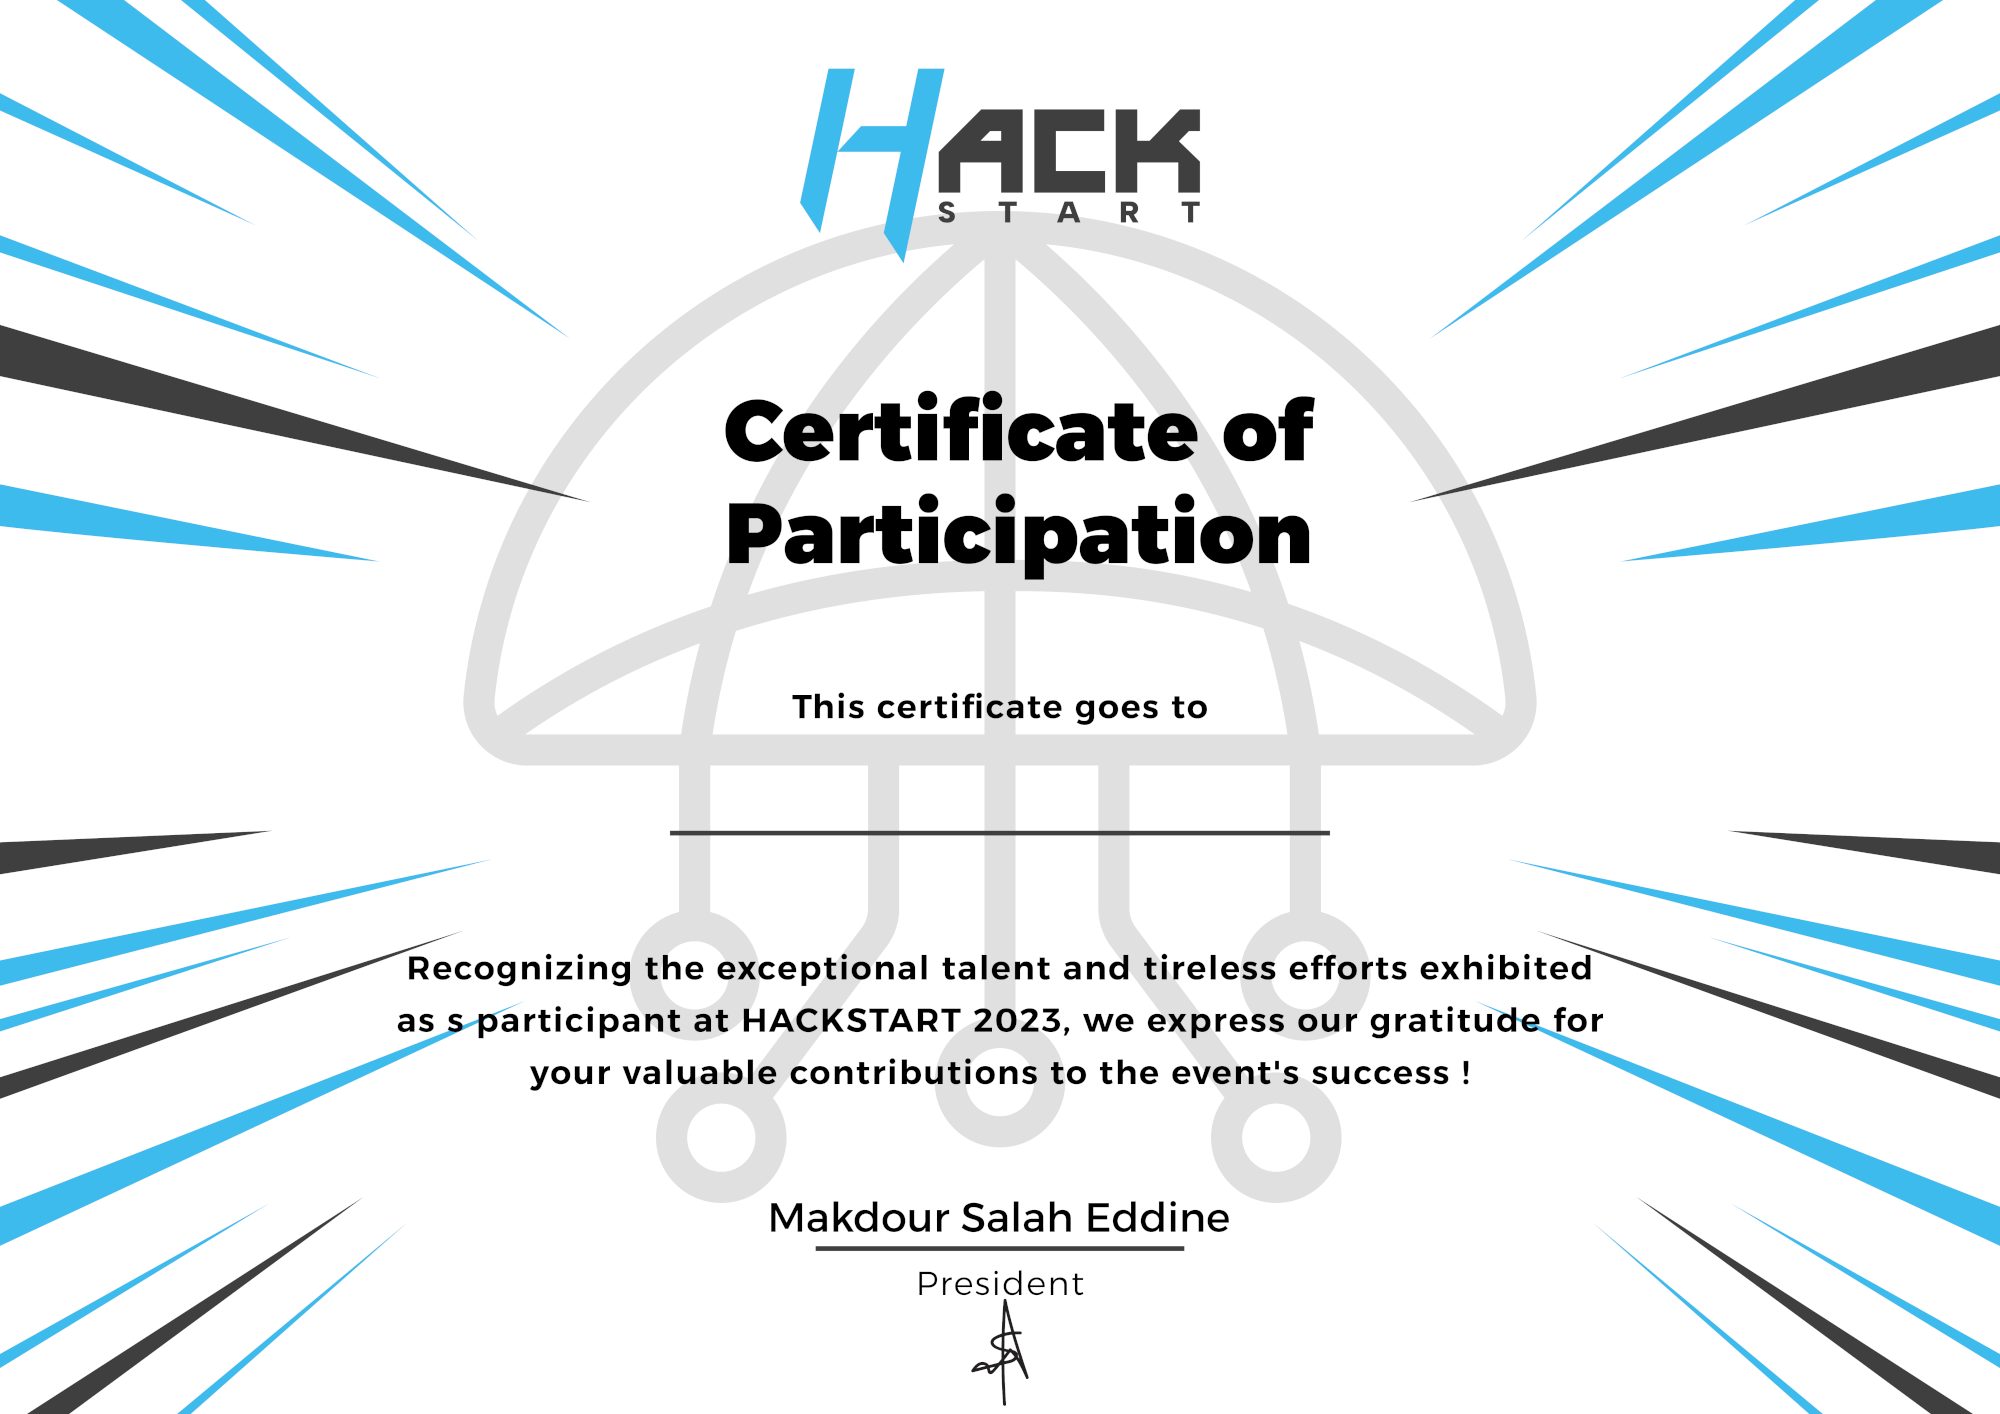 HACK
START
Certificate of
Participation
This certificate goes to
Recognizing the exceptional talent and tireless efforts exhibited
as s participant at HACKSTART 2023, we express our gratitude for
your valuable contributions to the event's success !
Makdour Salah Eddine
President